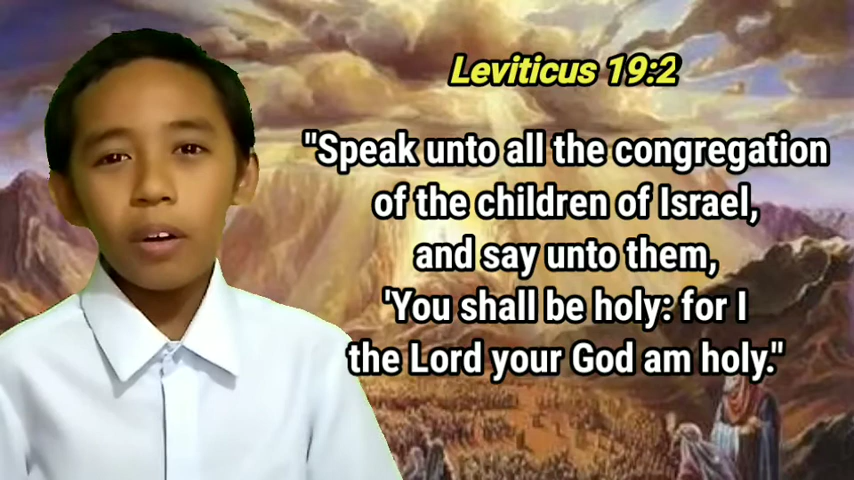 Leviticus 19:2
"Speak unto all the congregation
of the children of Israel,
and say unto them,
'You shall be holy: for I
the Lord your God am holy."